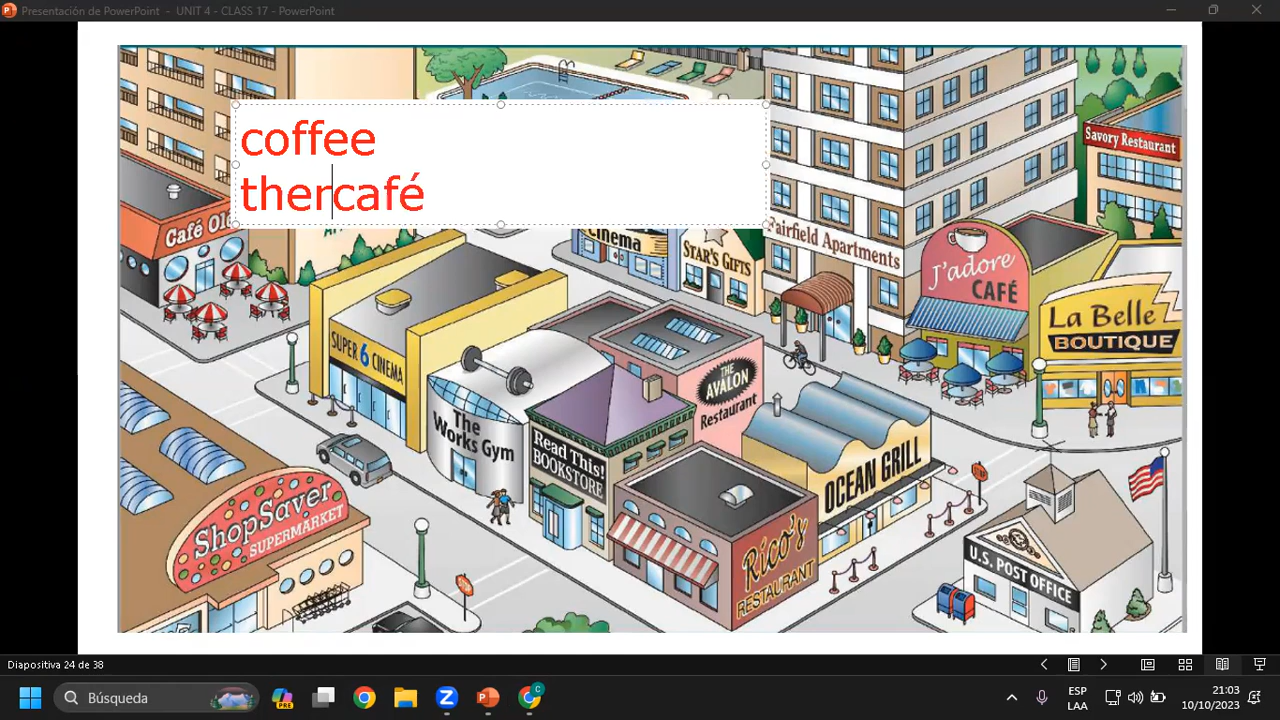 Presentación de PowerPoint - UNIT 4 - CLASS 17 - PowerPoint
coffee
thercafé
Café Ol
Cinema
STAR'S GIFTS
Fairfield Apartments
Savory Restaurant
J'adore
CAFÉ
La Belle
BOUTIQUE
SUPER 6 CINEMA
The
Works Gym
THE
AVALON
Restaurant
Read This!
BOOKSTORE
OCEAN GRILL
Rico's
RESTAURANT
ShopSaver
SUPERMARKET
U.S. POST OFFICE
Diapositiva 24 de 38
Búsqueda
PRE
ESP
LAA
21:03
10/10/2023